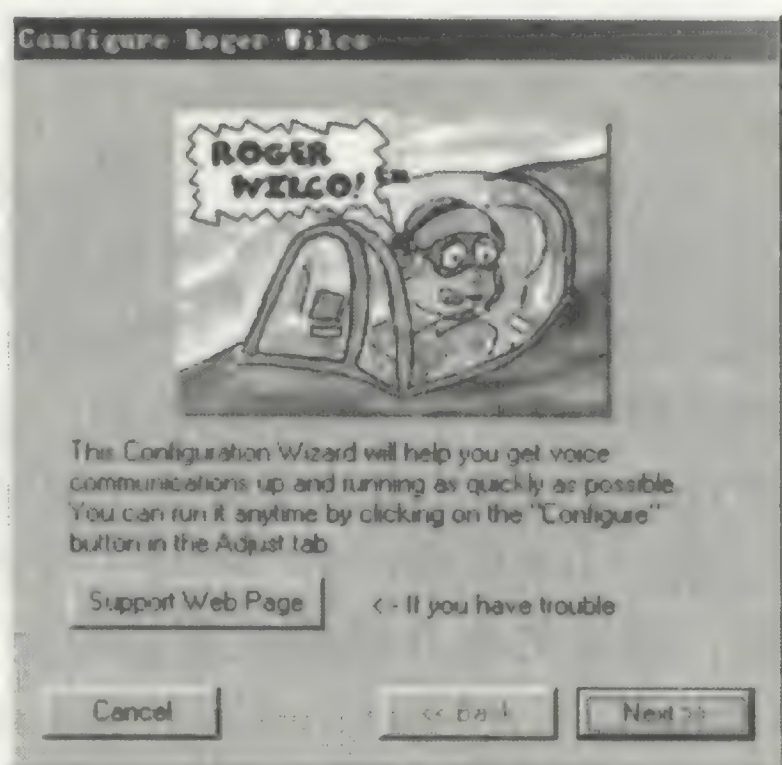 Configure Roger Wilco
ROGER
WILCO!
This Configuration Wizard will help you get voice
communications up and running as quickly as possible.
You can run it anytime by clicking on the "Configure"
button in the Adjust tab
Support Web Page
<- If you have trouble
Cancel
<< Back
Next >>